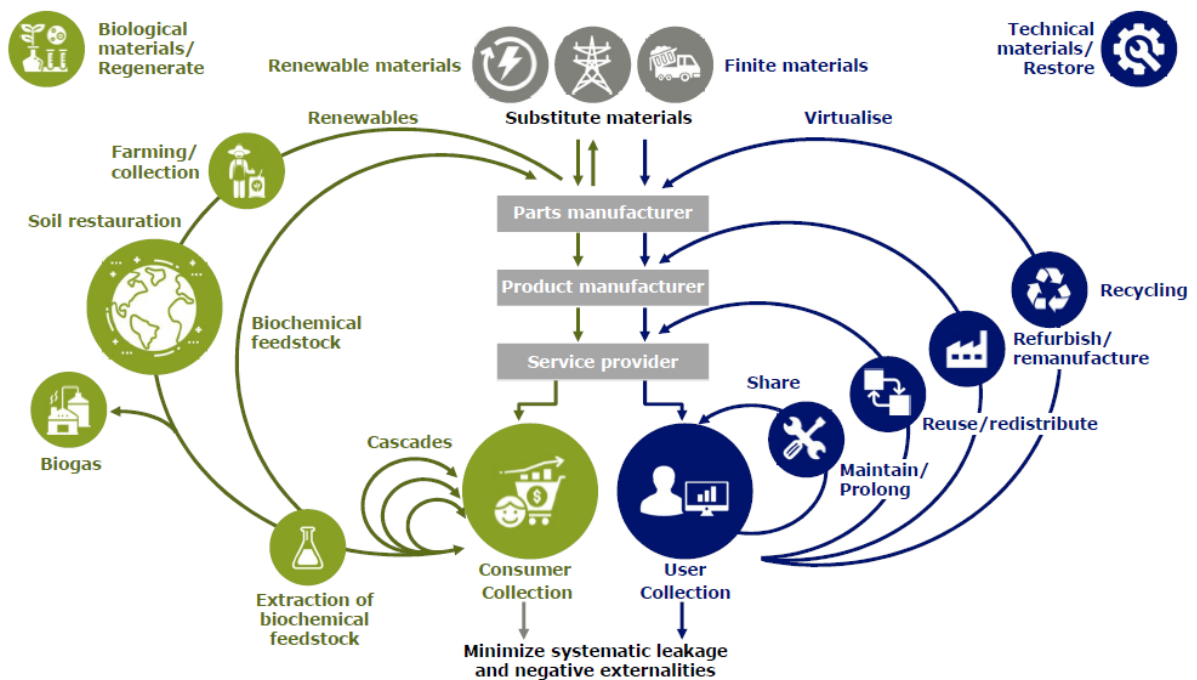 Biological
materials/
Regenerate
Technical
materials/
Restore
Renewable materials
Finite materials
Substitute materials
Renewables
Virtualise
Farming/
collection
Soil restauration
Parts manufacturer
Product manufacturer
Recycling
Biochemical
feedstock
Refurbish/
remanufacture
Service provider
Share
Reuse/redistribute
Cascades
Biogas
Maintain/
Prolong
$
Consumer
Collection
User
Collection
Extraction of
biochemical
feedstock
Minimize systematic leakage
and negative externalities